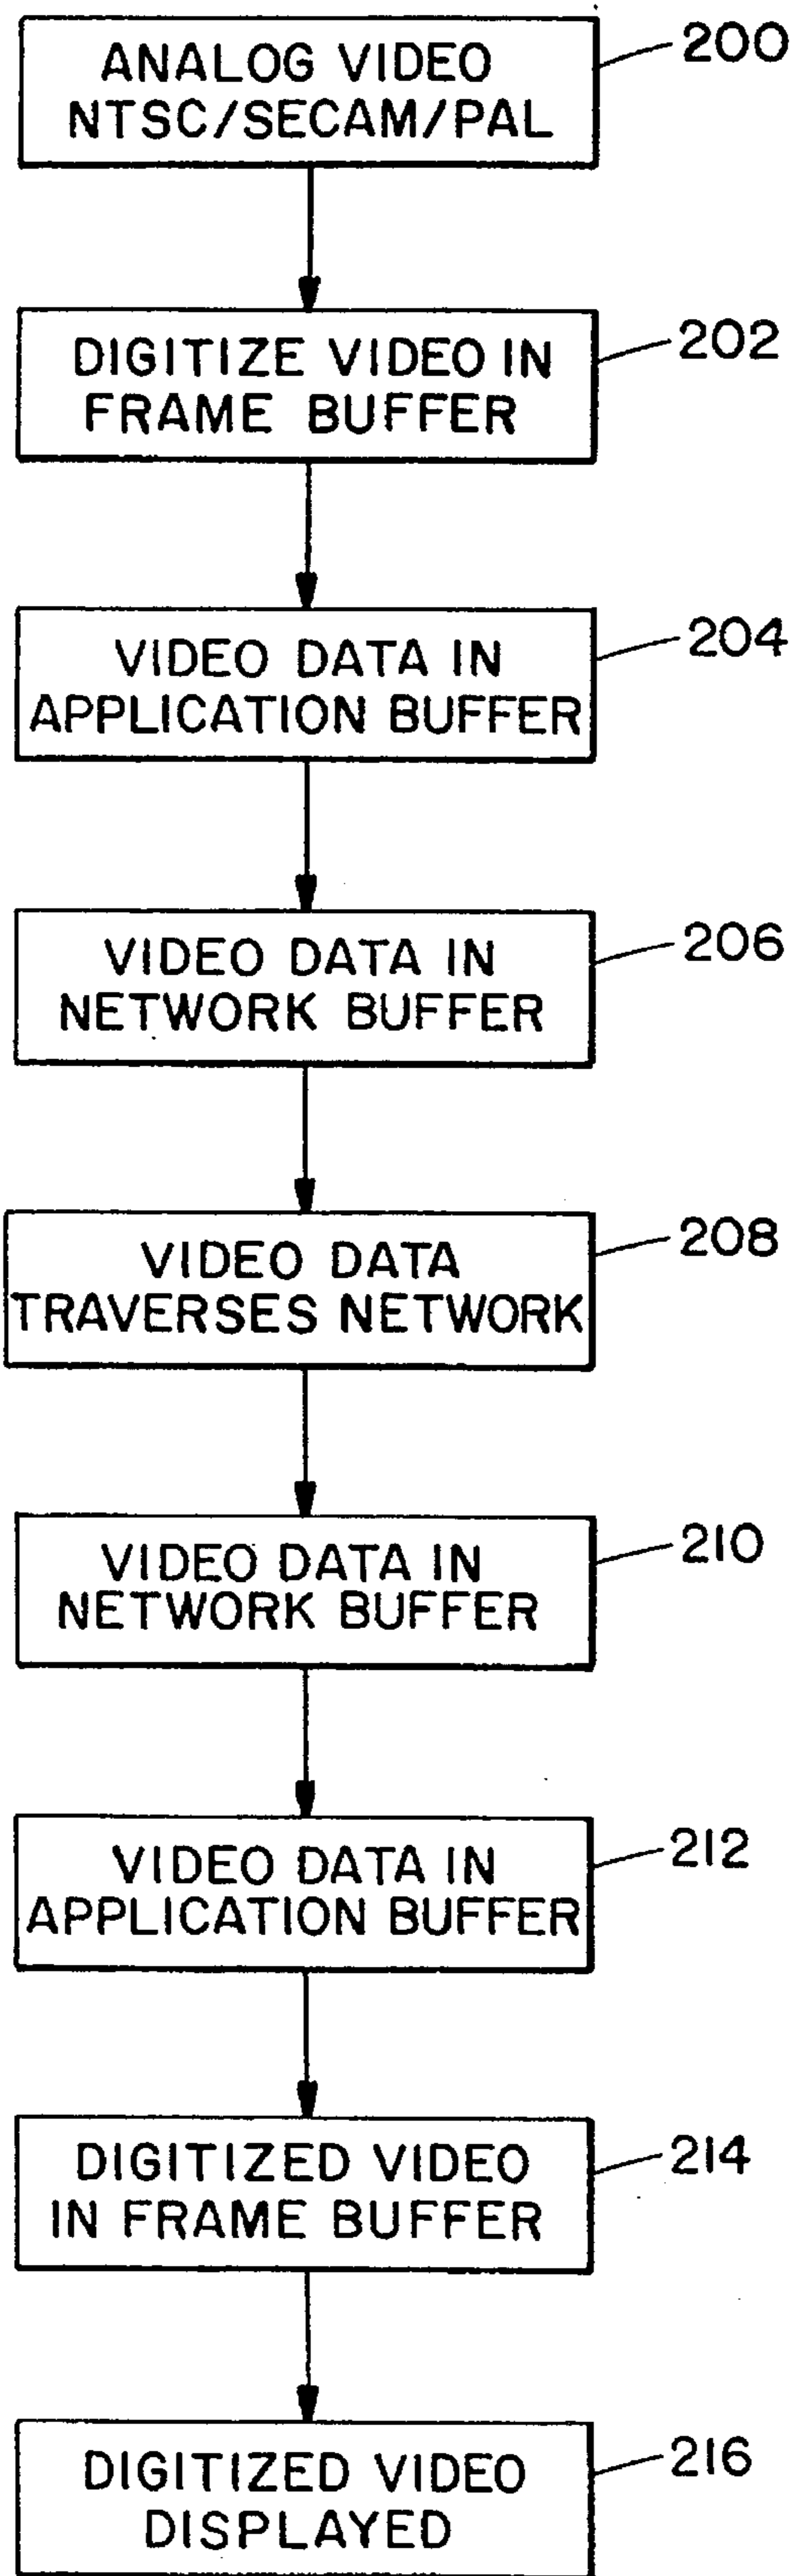 ANALOG VIDEO
NTSC/SECAM/PAL
200
DIGITIZE VIDEO IN
FRAME BUFFER
202
VIDEO DATA IN
APPLICATION BUFFER
204
VIDEO DATA IN
NETWORK BUFFER
206
VIDEO DATA
TRAVERSES NETWORK
208
VIDEO DATA IN
NETWORK BUFFER
210
VIDEO DATA IN
APPLICATION BUFFER
212
DIGITIZED VIDEO
IN FRAME BUFFER
214
DIGITIZED VIDEO
DISPLAYED
216